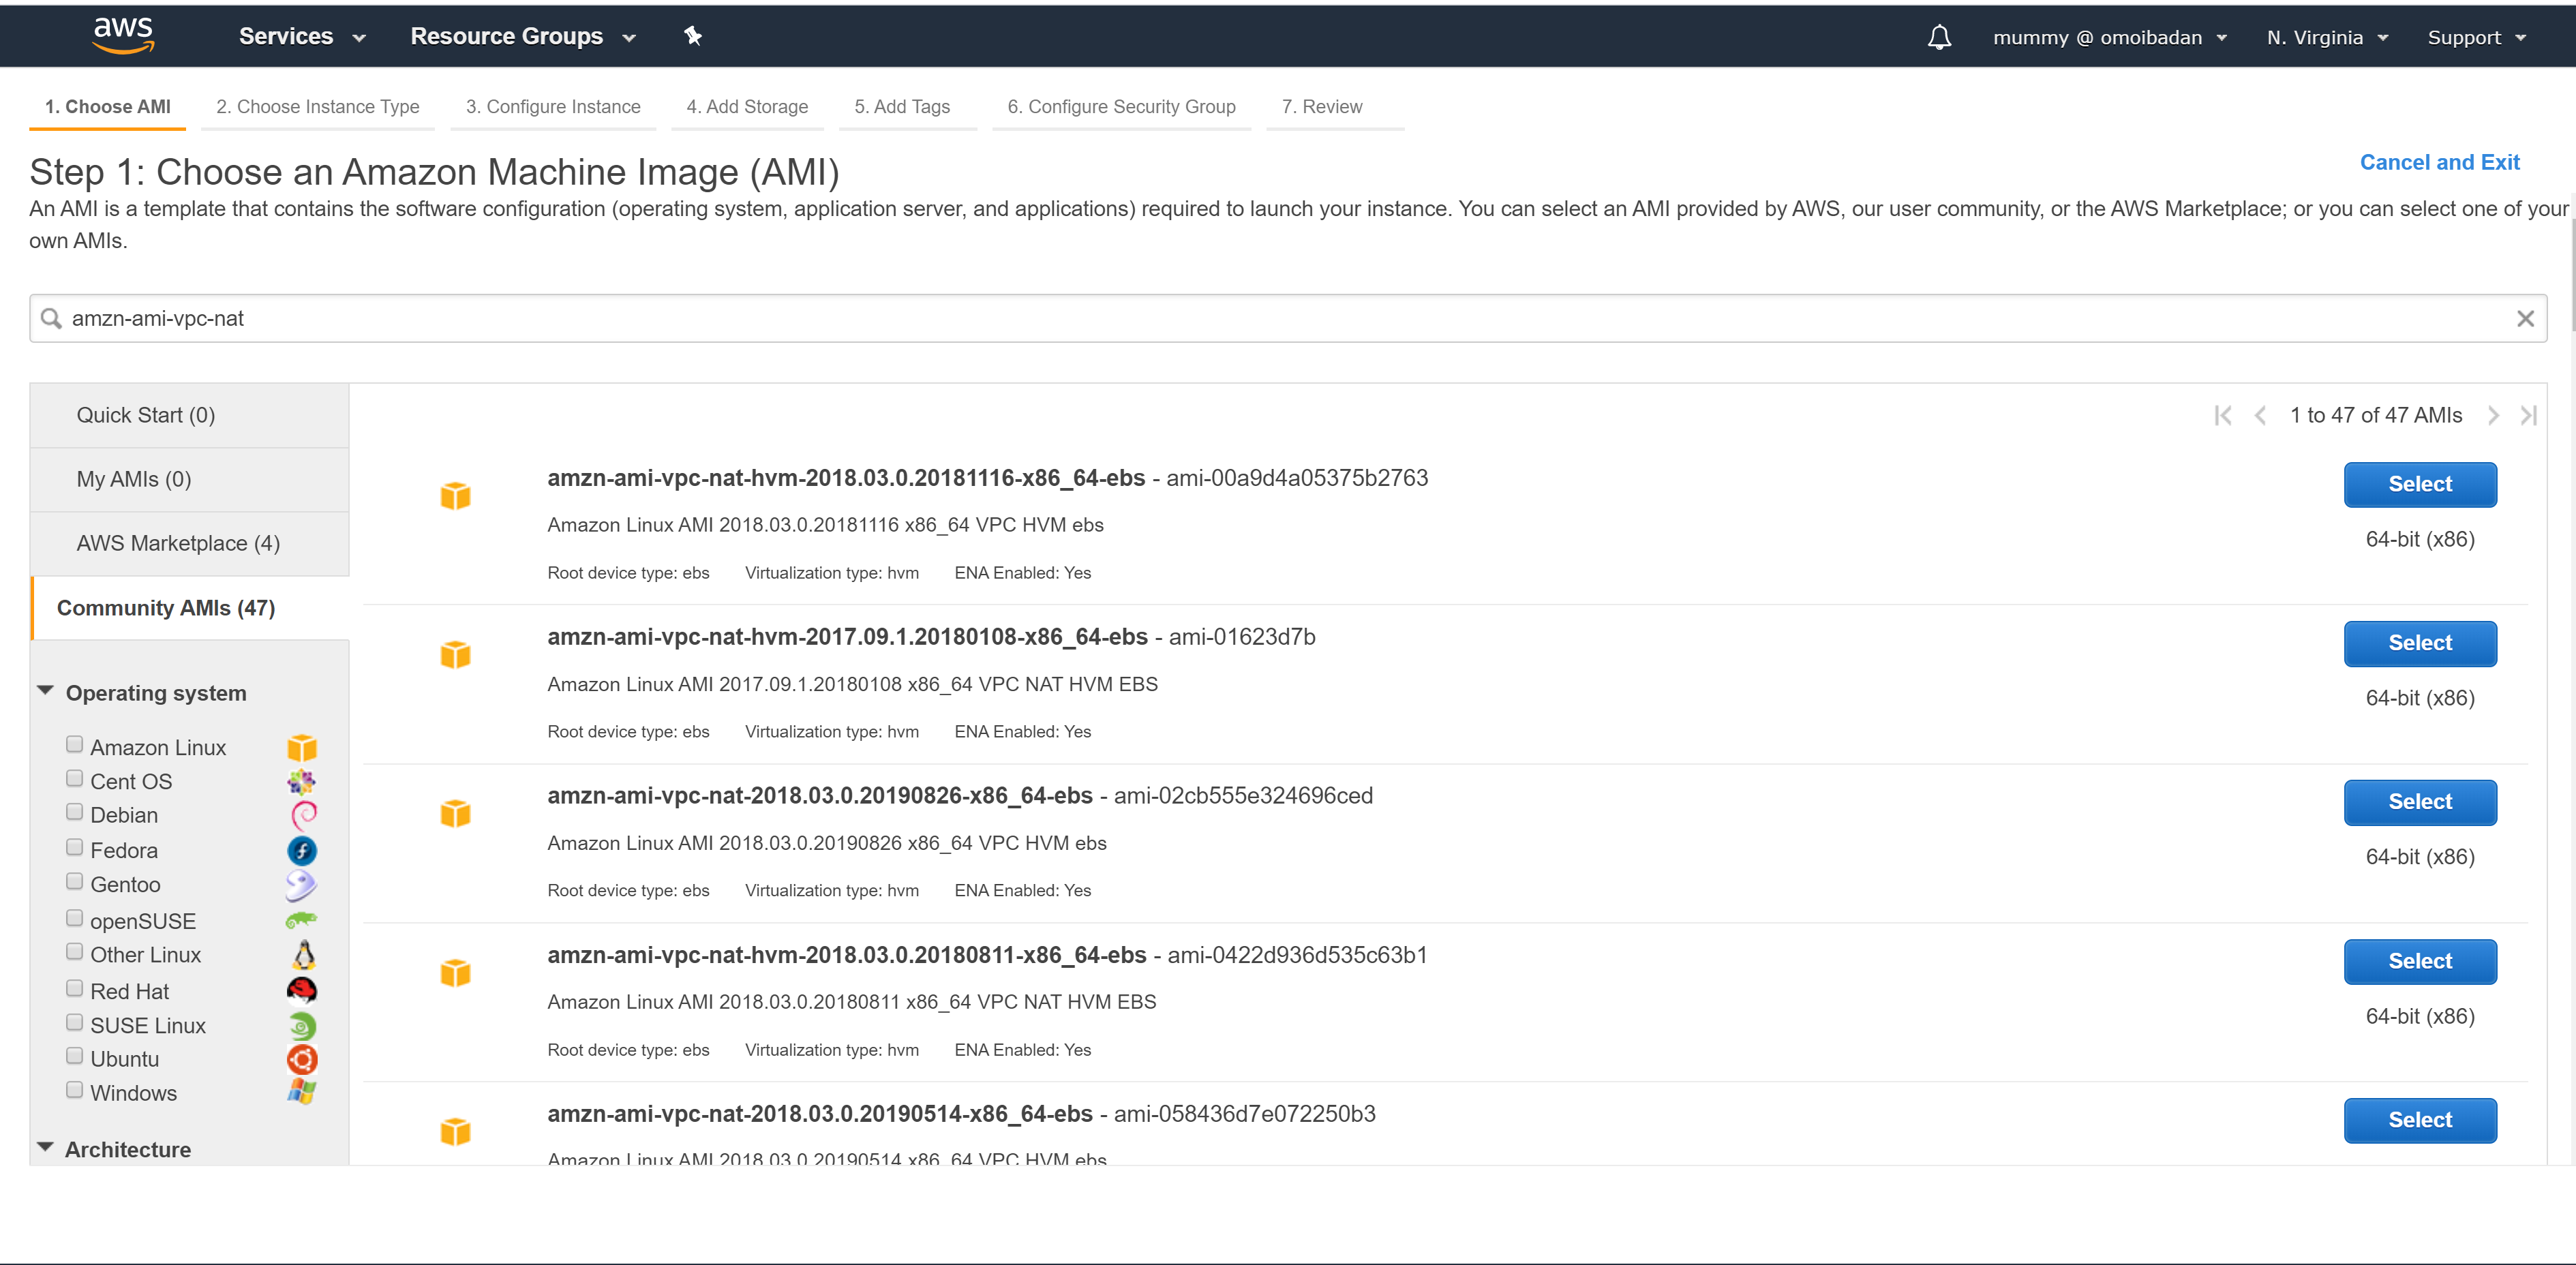 aws
Services
Resource Groups
mummy @ omoibadan
N. Virginia
Support
1. Choose AMI
2. Choose Instance Type
3. Configure Instance
4. Add Storage
5. Add Tags
6. Configure Security Group
7. Review
Step 1: Choose an Amazon Machine Image (AMI)
Cancel and Exit
An AMI is a template that contains the software configuration (operating system, application server, and applications) required to launch your instance. You can select an AMI provided by AWS, our user community, or the AWS Marketplace; or you can select one of your
own AMIs.
amzn-ami-vpc-nat
Quick Start (0)
My AMIs (0)
AWS Marketplace (4)
Community AMIs (47)
Operating system
Amazon Linux
Cent OS
Debian
Fedora
Gentoo
openSUSE
Other Linux
Red Hat
SUSE Linux
Ubuntu
Windows
Architecture
1 to 47 of 47 AMIs
amzn-ami-vpc-nat-hvm-2018.03.0.20181116-x86_64-ebs - ami-00a9d4a05375b2763
Amazon Linux AMI 2018.03.0.20181116 x86_64 VPC HVM ebs
Root device type: ebs Virtualization type: hvm ENA Enabled: Yes
Select
64-bit (x86)
amzn-ami-vpc-nat-hvm-2017.09.1.20180108-x86_64-ebs - ami-01623d7b
Amazon Linux AMI 2017.09.1.20180108 x86_64 VPC NAT HVM EBS
Root device type: ebs Virtualization type: hvm ENA Enabled: Yes
Select
64-bit (x86)
amzn-ami-vpc-nat-2018.03.0.20190826-x86_64-ebs - ami-02cb555e324696ced
Amazon Linux AMI 2018.03.0.20190826 x86_64 VPC HVM ebs
Root device type: ebs Virtualization type: hvm ENA Enabled: Yes
Select
64-bit (x86)
amzn-ami-vpc-nat-hvm-2018.03.0.20180811-x86_64-ebs - ami-0422d936d535c63b1
Amazon Linux AMI 2018.03.0.20180811 x86_64 VPC NAT HVM EBS
Root device type: ebs Virtualization type: hvm ENA Enabled: Yes
Select
64-bit (x86)
amzn-ami-vpc-nat-2018.03.0.20190514-x86_64-ebs - ami-058436d7e072250b3
Amazon Linux AMI 2018.03.0.20190514 x86_64 VPC HVM ebs
Select